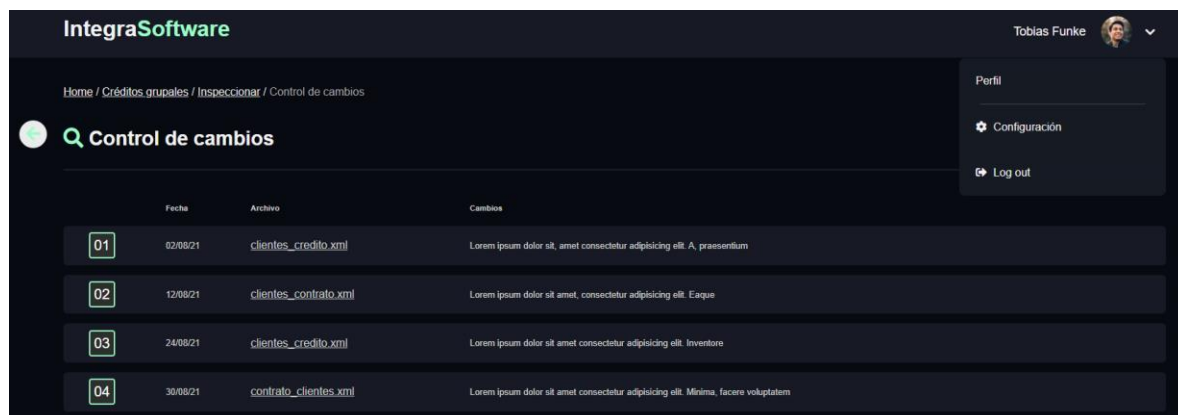 IntegraSoftware
Tobias Funke
Perfil
Configuración
Log out
Home / Créditos grupales / Inspeccionar / Control de cambios
Control de cambios
Fecha Archivo Cambios
01 02/08/21 clientes_credito.xml Lorem ipsum dolor sit, amet consectetur adipisicing elit. A, praesentium
02 12/08/21 clientes_contrato.xml Lorem ipsum dolor sit amet, consectetur adipisicing elit. Eaque
03 24/08/21 clientes_credito.xml Lorem ipsum dolor sit amet consectetur adipisicing elit. Inventore
04 30/08/21 contrato_clientes.xml Lorem ipsum dolor sit amet consectetur adipisicing elit. Minima, facere voluptatem